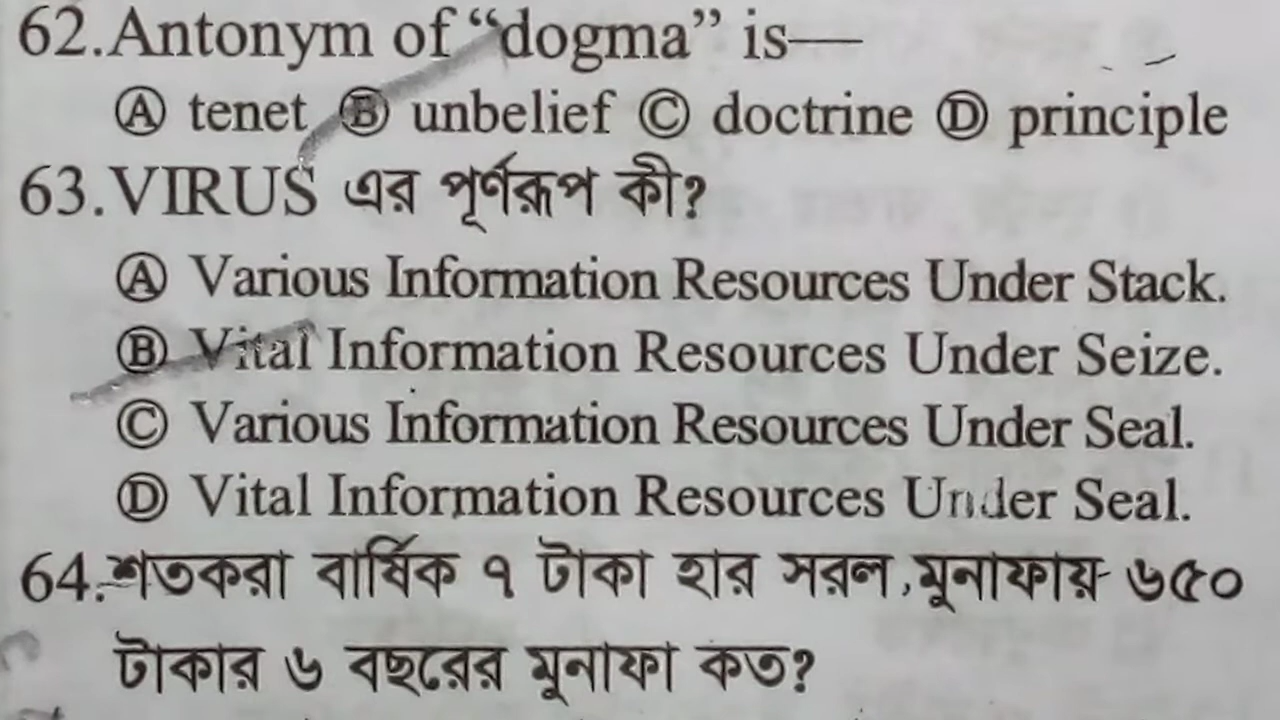 62.Antonym of “dogma” is—
Ⓐ tenet Ⓑ unbelief Ⓒ doctrine Ⓓ principle
63.VIRUS এর পূর্ণরূপ কী?
Ⓐ Various Information Resources Under Stack.
Ⓑ Vital Information Resources Under Seize.
Ⓒ Various Information Resources Under Seal.
Ⓓ Vital Information Resources Under Seal.
64.শতকরা বার্ষিক ৭ টাকা হার সরল মুনাফায় ৬৫০
টাকার ৬ বছরের মুনাফা কত?